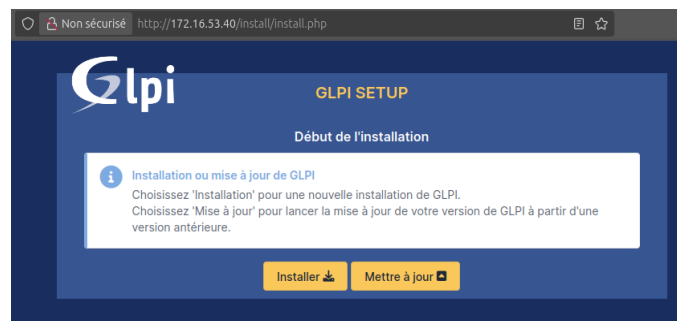 Non sécurisé http://172.16.53.40/install/install.php
Glpi
GLPI SETUP
Début de l'installation
Installation ou mise à jour de GLPI
Choisissez 'Installation' pour une nouvelle installation de GLPI.
Choisissez 'Mise à jour' pour lancer la mise à jour de votre version de GLPI à partir d'une
version antérieure.
Installer Mettre à jour